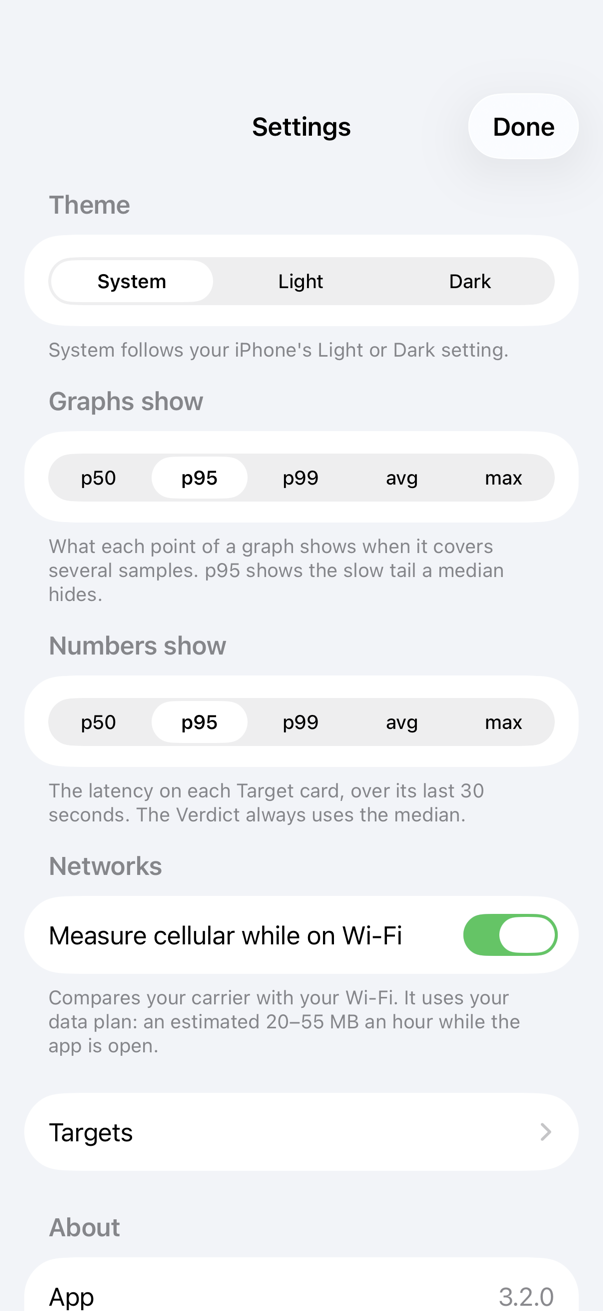 Settings
Done
Theme
System
Light
Dark
System follows your iPhone's Light or Dark setting.
Graphs show
p50
p95
p99
avg
max
What each point of a graph shows when it covers
several samples. p95 shows the slow tail a median
hides.
Numbers show
p50
p95
p99
avg
max
The latency on each Target card, over its last 30
seconds. The Verdict always uses the median.
Networks
Measure cellular while on Wi-Fi
Compares your carrier with your Wi-Fi. It uses your
data plan: an estimated 20–55 MB an hour while the
app is open.
Targets
About
App
3.2.0